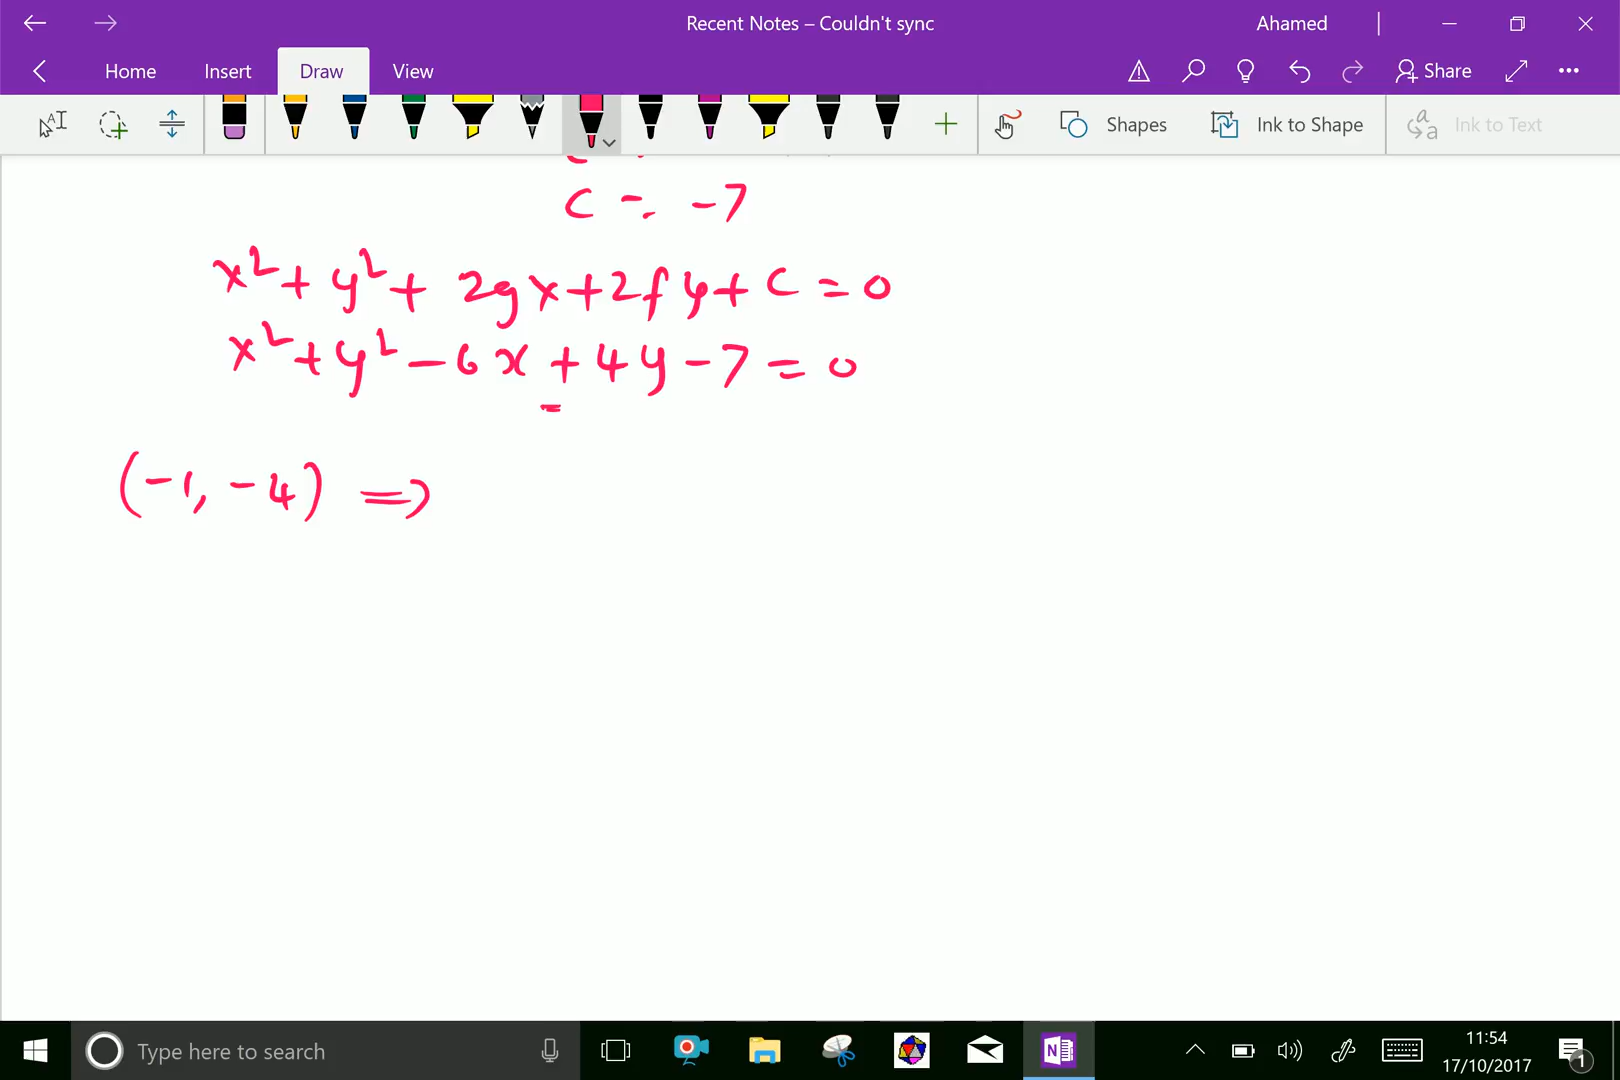 Recent Notes – Couldn't sync
Ahamed
Home Insert Draw View
Share
Shapes Ink to Shape Ink to Text
c = -7
x² + y² + 2gx + 2fy + c = 0
x² + y² - 6x + 4y - 7 = 0
(-1, -4) ⇒
Type here to search
11:54
17/10/2017
1